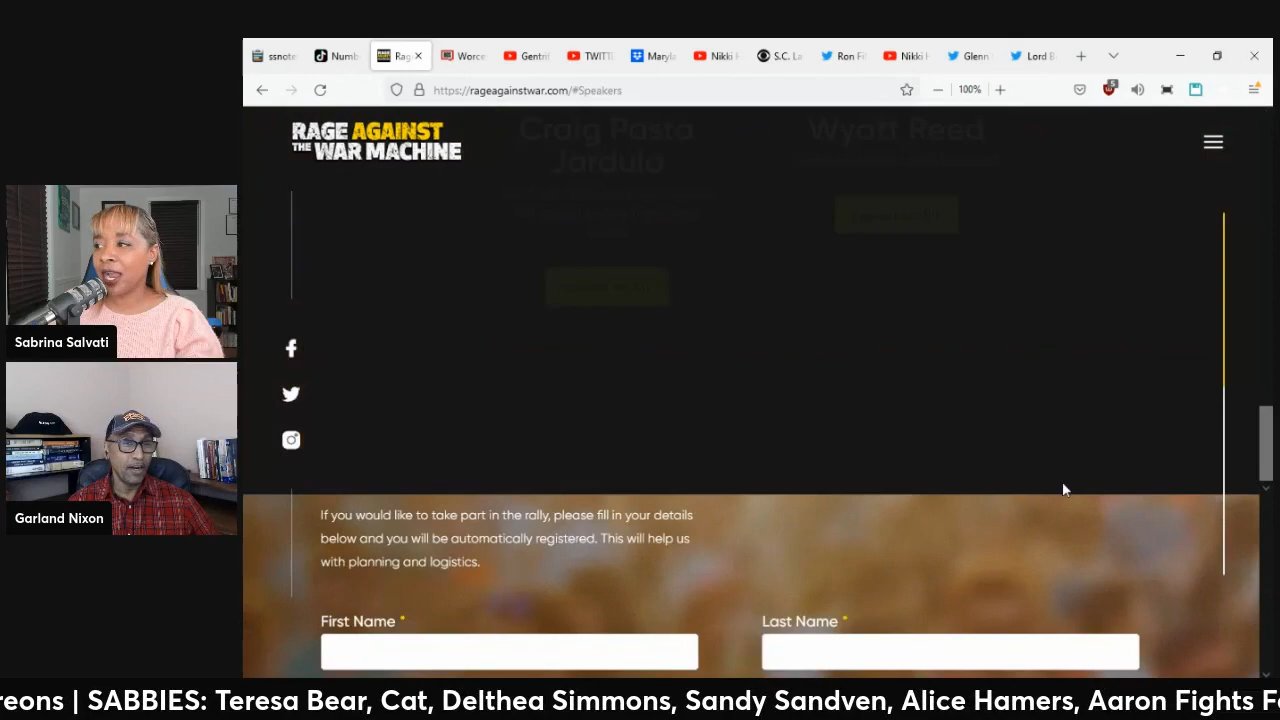 ssnote
Numb
Rag
Worce
Gentrif
TWITT
Maryla
Nikki H
S.C. La
Ron Fi
Nikki H
Glenn
Lord B
https://rageagainstwar.com/#Speakers
100%
5
RAGE AGAINST
THE WAR MACHINE
Craig Pasta
Jardula
Wyatt Reed
Sabrina Salvati
Garland Nixon
If you would like to take part in the rally, please fill in your details
below and you will be automatically registered. This will help us
with planning and logistics.
First Name *
Last Name *
reons | SABBIES: Teresa Bear, Cat, Delthea Simmons, Sandy Sandven, Alice Hamers, Aaron Fights F